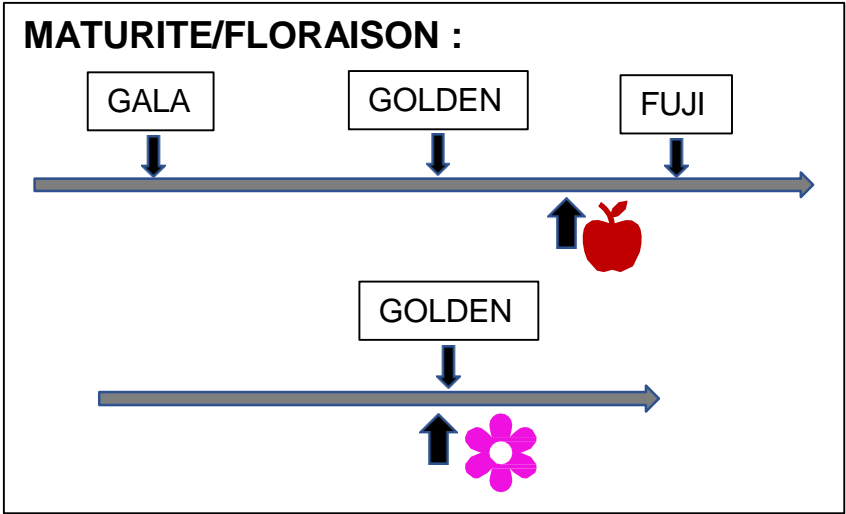 MATURITE/FLORAISON :
GALA
GOLDEN
FUJI
GOLDEN